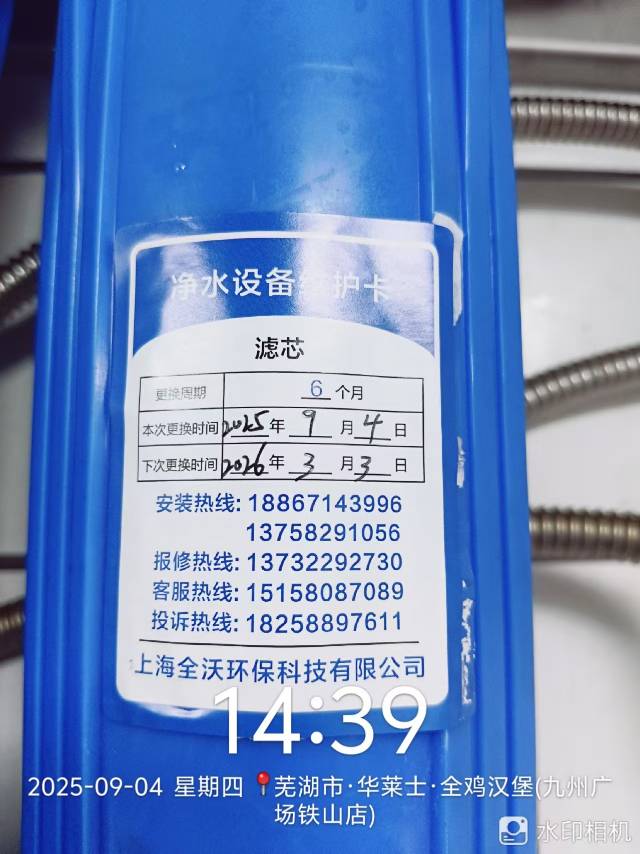 净水设备维护卡
滤芯
更换周期 6 个月
本次更换时间 2025 年 9 月 4 日
下次更换时间 2026 年 3 月 3 日
安装热线: 18867143996
13758291056
报修热线: 13732292730
客服热线: 15158087089
投诉热线: 18258897611
上海全沃环保科技有限公司
14:39
2025-09-04 星期四 芜湖市·华莱士·全鸡汉堡(九州广
场铁山店)
水印相机